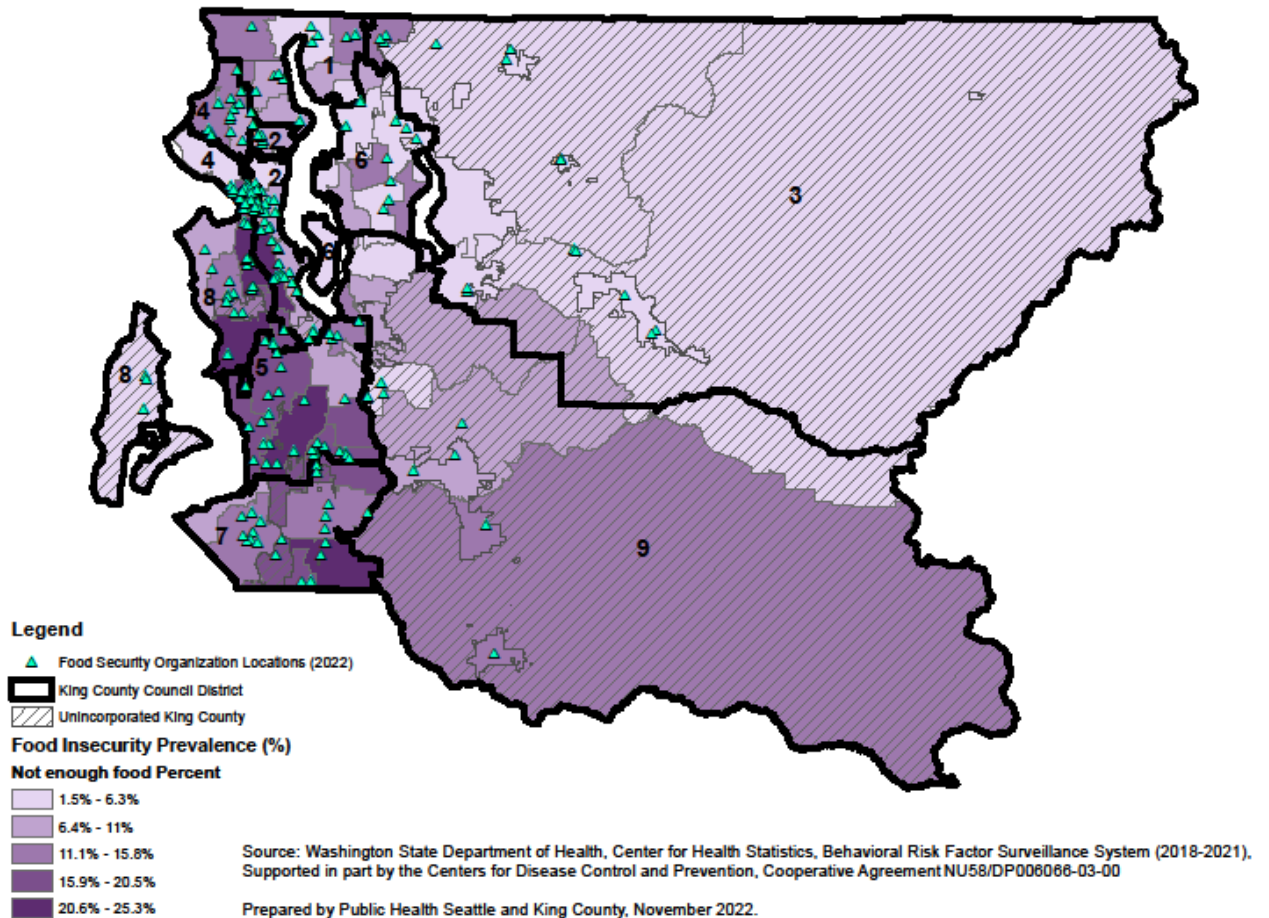 1
4
2
4
2
6
3
6
8
8
5
5
7
9
Legend
Food Security Organization Locations (2022)
King County Council District
Unincorporated King County
Food Insecurity Prevalence (%)
Not enough food Percent
1.5% - 6.3%
6.4% - 11%
11.1% - 15.8%
15.9% - 20.5%
20.6% - 25.3%
Source: Washington State Department of Health, Center for Health Statistics, Behavioral Risk Factor Surveillance System (2018-2021),
Supported in part by the Centers for Disease Control and Prevention, Cooperative Agreement NU58/DP006066-03-00
Prepared by Public Health Seattle and King County, November 2022.